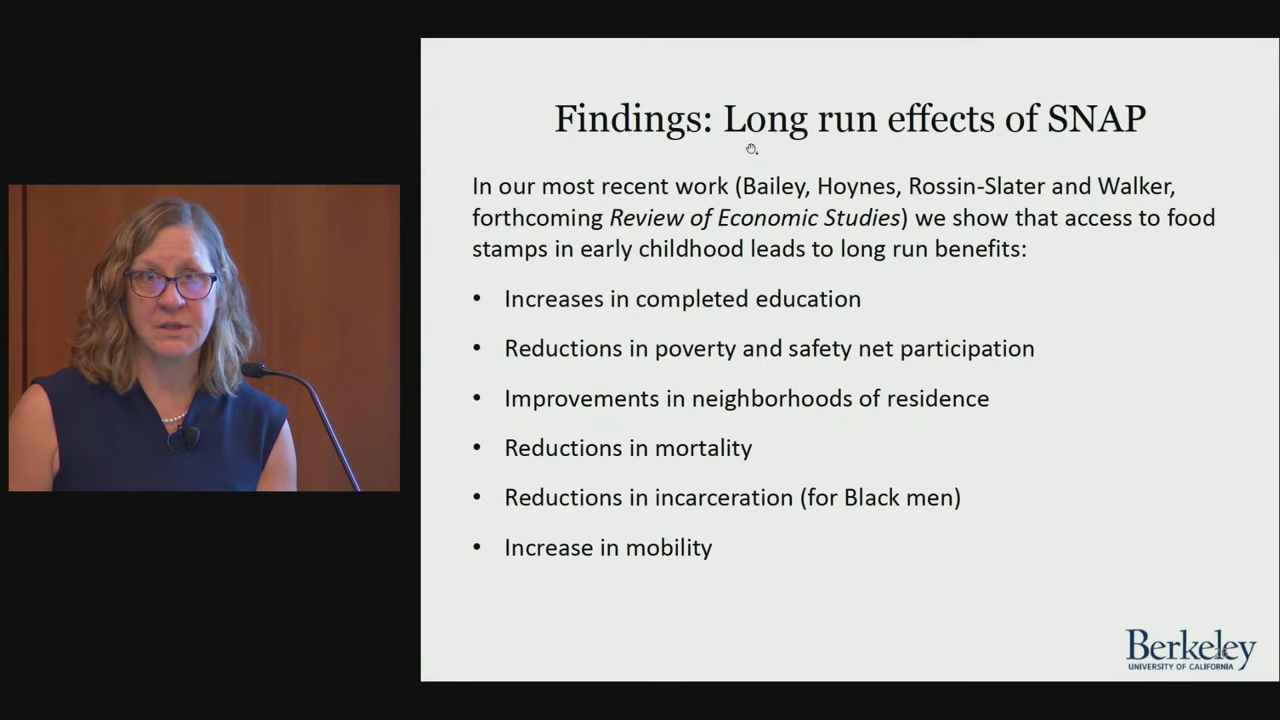 Findings: Long run effects of SNAP
In our most recent work (Bailey, Hoynes, Rossin-Slater and Walker,
forthcoming Review of Economic Studies) we show that access to food
stamps in early childhood leads to long run benefits:
• Increases in completed education
• Reductions in poverty and safety net participation
• Improvements in neighborhoods of residence
• Reductions in mortality
• Reductions in incarceration (for Black men)
• Increase in mobility
Berkeley
UNIVERSITY OF CALIFORNIA